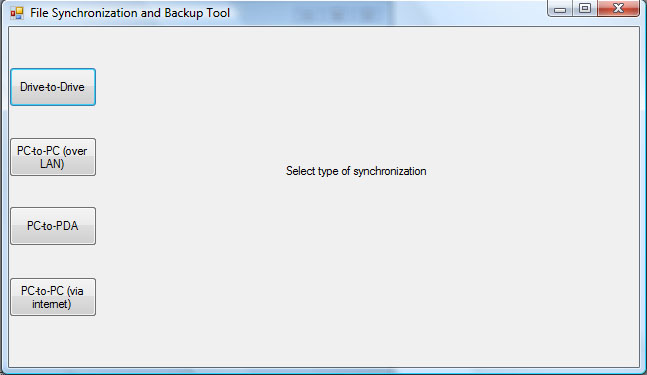 File Synchronization and Backup Tool
Drive-to-Drive
PC-to-PC (over
LAN)
Select type of synchronization
PC-to-PDA
PC-to-PC (via
internet)